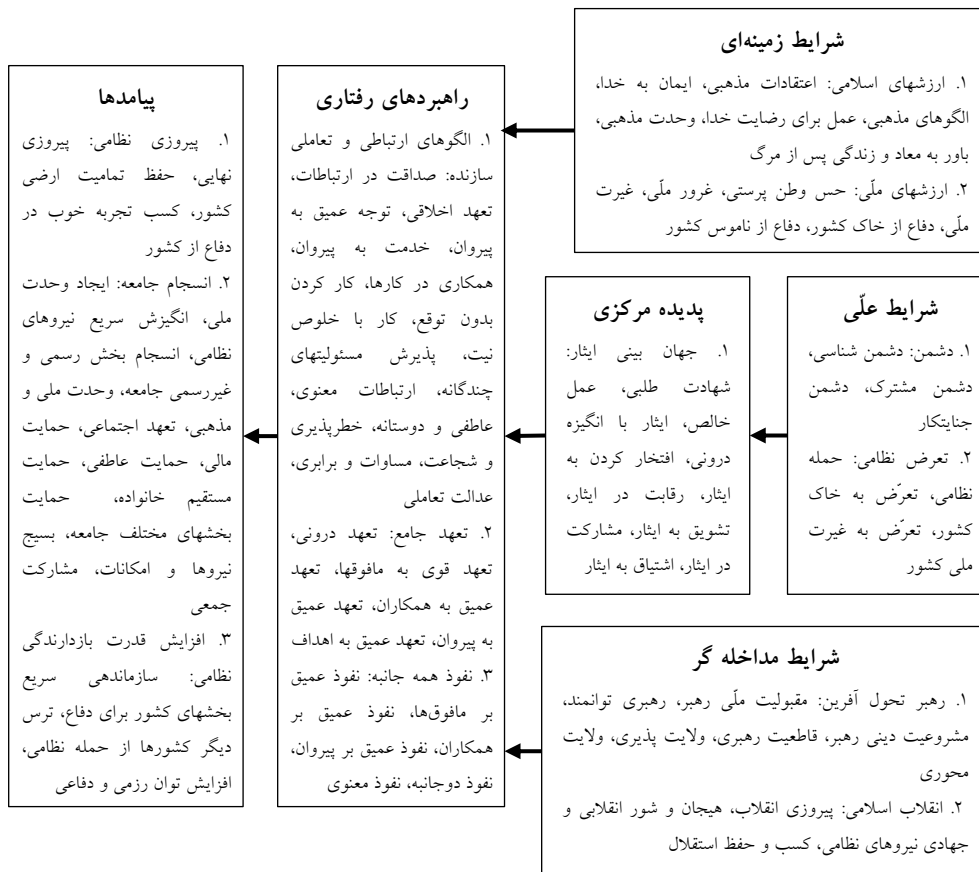 شرایط زمینه‌ای
۱. ارزشهای اسلامی: اعتقادات مذهبی، ایمان به خدا،
الگوهای مذهبی، عمل برای رضایت خدا، وحدت مذهبی،
باور به معاد و زندگی پس از مرگ
۲. ارزشهای ملّی: حس وطن پرستی، غرور ملّی، غیرت
ملّی، دفاع از خاک کشور، دفاع از ناموس کشور
شرایط علّی
۱. دشمن: دشمن شناسی،
دشمن مشترک، دشمن
جنایتکار
۲. تعرض نظامی: حمله
نظامی، تعرّض به خاک
کشور، تعرّض به غیرت
ملی کشور
پدیده مرکزی
۱. جهان بینی ایثار:
شهادت طلبی، عمل
خالص، ایثار با انگیزه
درونی، افتخار کردن به
ایثار، رقابت در ایثار،
تشویق به ایثار، مشارکت
در ایثار، اشتیاق به ایثار
شرایط مداخله گر
۱. رهبر تحول آفرین: مقبولیت ملّی رهبر، رهبری توانمند،
مشروعیت دینی رهبر، قاطعیت رهبری، ولایت پذیری، ولایت
محوری
۲. انقلاب اسلامی: پیروزی انقلاب، هیجان و شور انقلابی و
جهادی نیروهای نظامی، کسب و حفظ استقلال
راهبردهای رفتاری
۱. الگوهای ارتباطی و تعاملی
سازنده: صداقت در ارتباطات،
تعهد اخلاقی، توجه عمیق به
پیروان، خدمت به پیروان،
همکاری در کارها، کار کردن
بدون توقع، کار با خلوص
نیت، پذیرش مسئولیتهای
چندگانه، ارتباطات معنوی،
عاطفی و دوستانه، خطرپذیری
و شجاعت، مساوات و برابری،
عدالت تعاملی
۲. تعهد جامع: تعهد درونی،
تعهد قوی به مافوقها، تعهد
عمیق به همکاران، تعهد عمیق
به پیروان، تعهد عمیق به اهداف
۳. نفوذ همه جانبه: نفوذ عمیق
بر مافوق‌ها، نفوذ عمیق بر
همکاران، نفوذ عمیق بر پیروان،
نفوذ دوجانبه، نفوذ معنوی
پیامدها
۱. پیروزی نظامی: پیروزی
نهایی، حفظ تمامیت ارضی
کشور، کسب تجربه خوب در
دفاع از کشور
۲. انسجام جامعه: ایجاد وحدت
ملی، انگیزش سریع نیروهای
نظامی، انسجام بخش رسمی و
غیررسمی جامعه، وحدت ملی و
مذهبی، تعهد اجتماعی، حمایت
مالی، حمایت عاطفی، حمایت
مستقیم خانواده، حمایت
بخشهای مختلف جامعه، بسیج
نیروها و امکانات، مشارکت
جمعی
۳. افزایش قدرت بازدارندگی
نظامی: سازماندهی سریع
بخشهای کشور برای دفاع، ترس
دیگر کشورها از حمله نظامی،
افزایش توان رزمی و دفاعی